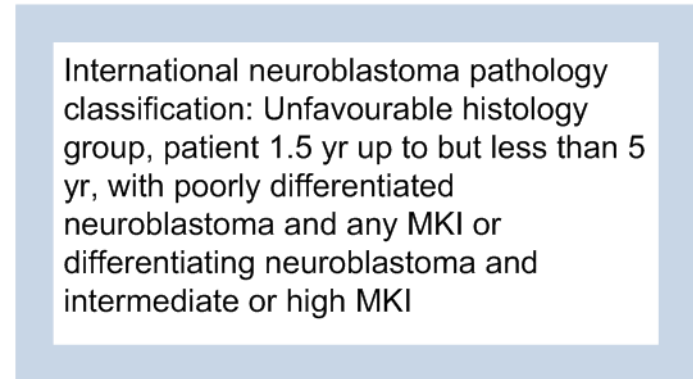 International neuroblastoma pathology
classification: Unfavourable histology
group, patient 1.5 yr up to but less than 5
yr, with poorly differentiated
neuroblastoma and any MKI or
differentiating neuroblastoma and
intermediate or high MKI